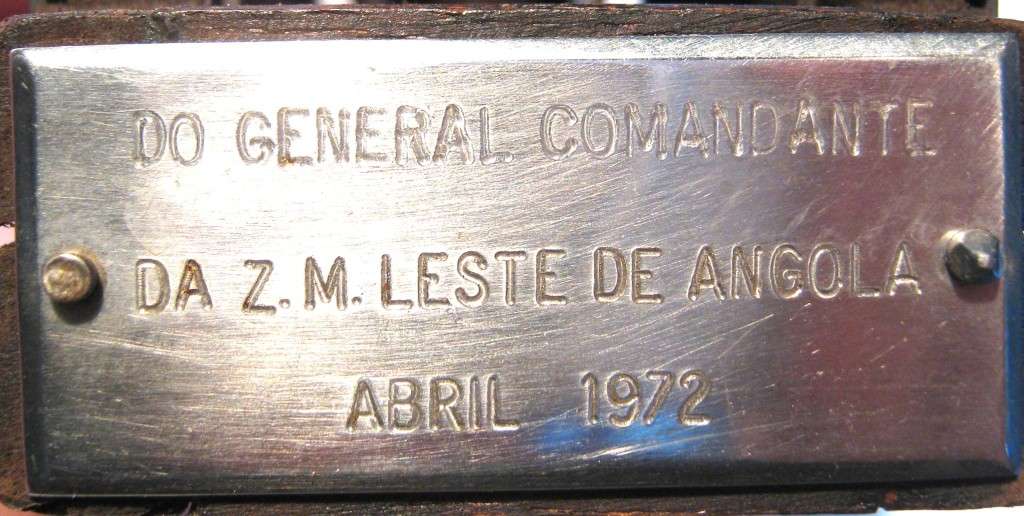 DO GENERAL COMANDANTE
DA Z.M. LESTE DE ANGOLA
ABRIL 1972